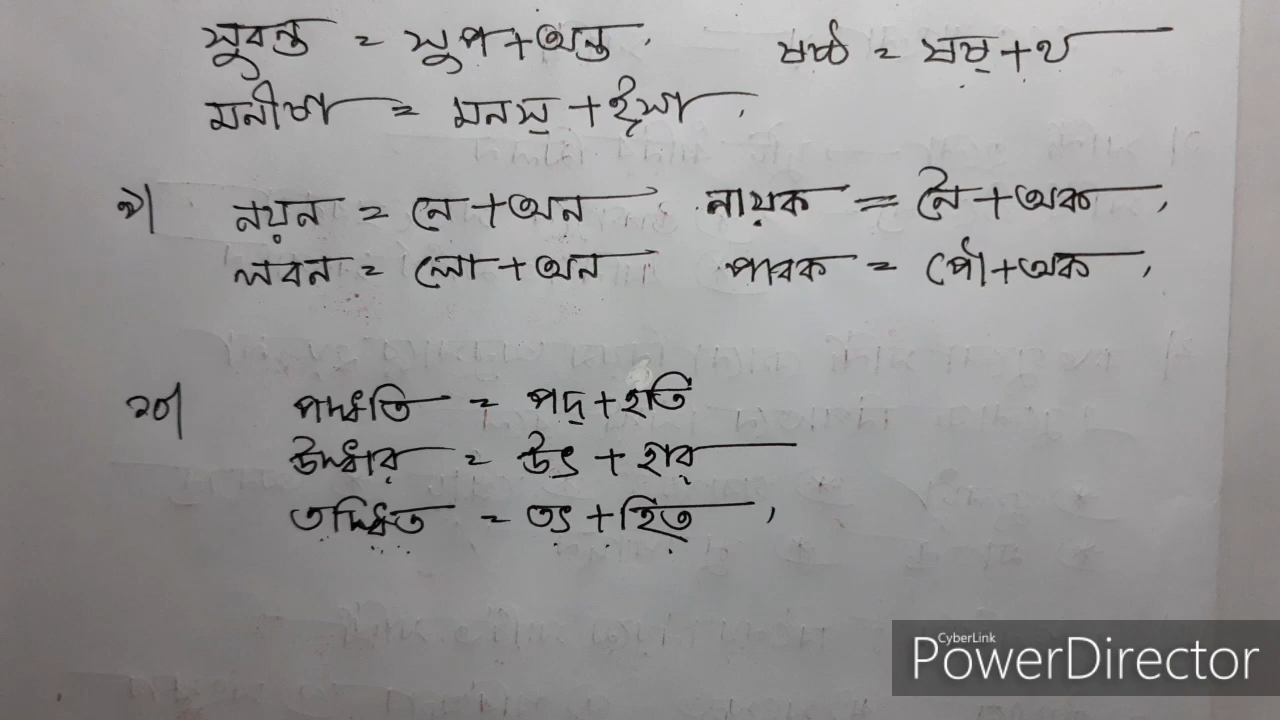 সুবন্ত = সুপ+অন্ত, ষষ্ঠ = ষষ্+থ
মনীষা = মনস্+ঈষা,
৯) নয়ন = নে+অন নায়ক = নৈ+অক,
লবন = লো+অন পাবক = পৌ+অক,
১০) পদ্ধতি = পদ্+হতি
উদ্ধার = উৎ+হার
তদ্ধিত = তৎ+হিত,
CyberLink
PowerDirector